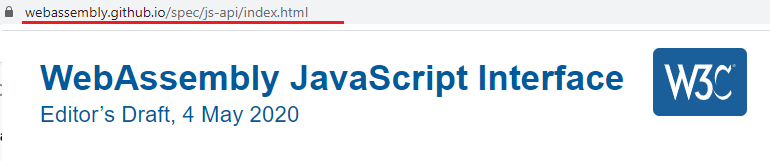 webassembly.github.io/spec/js-api/index.html
WebAssembly JavaScript Interface
W3C
Editor's Draft, 4 May 2020